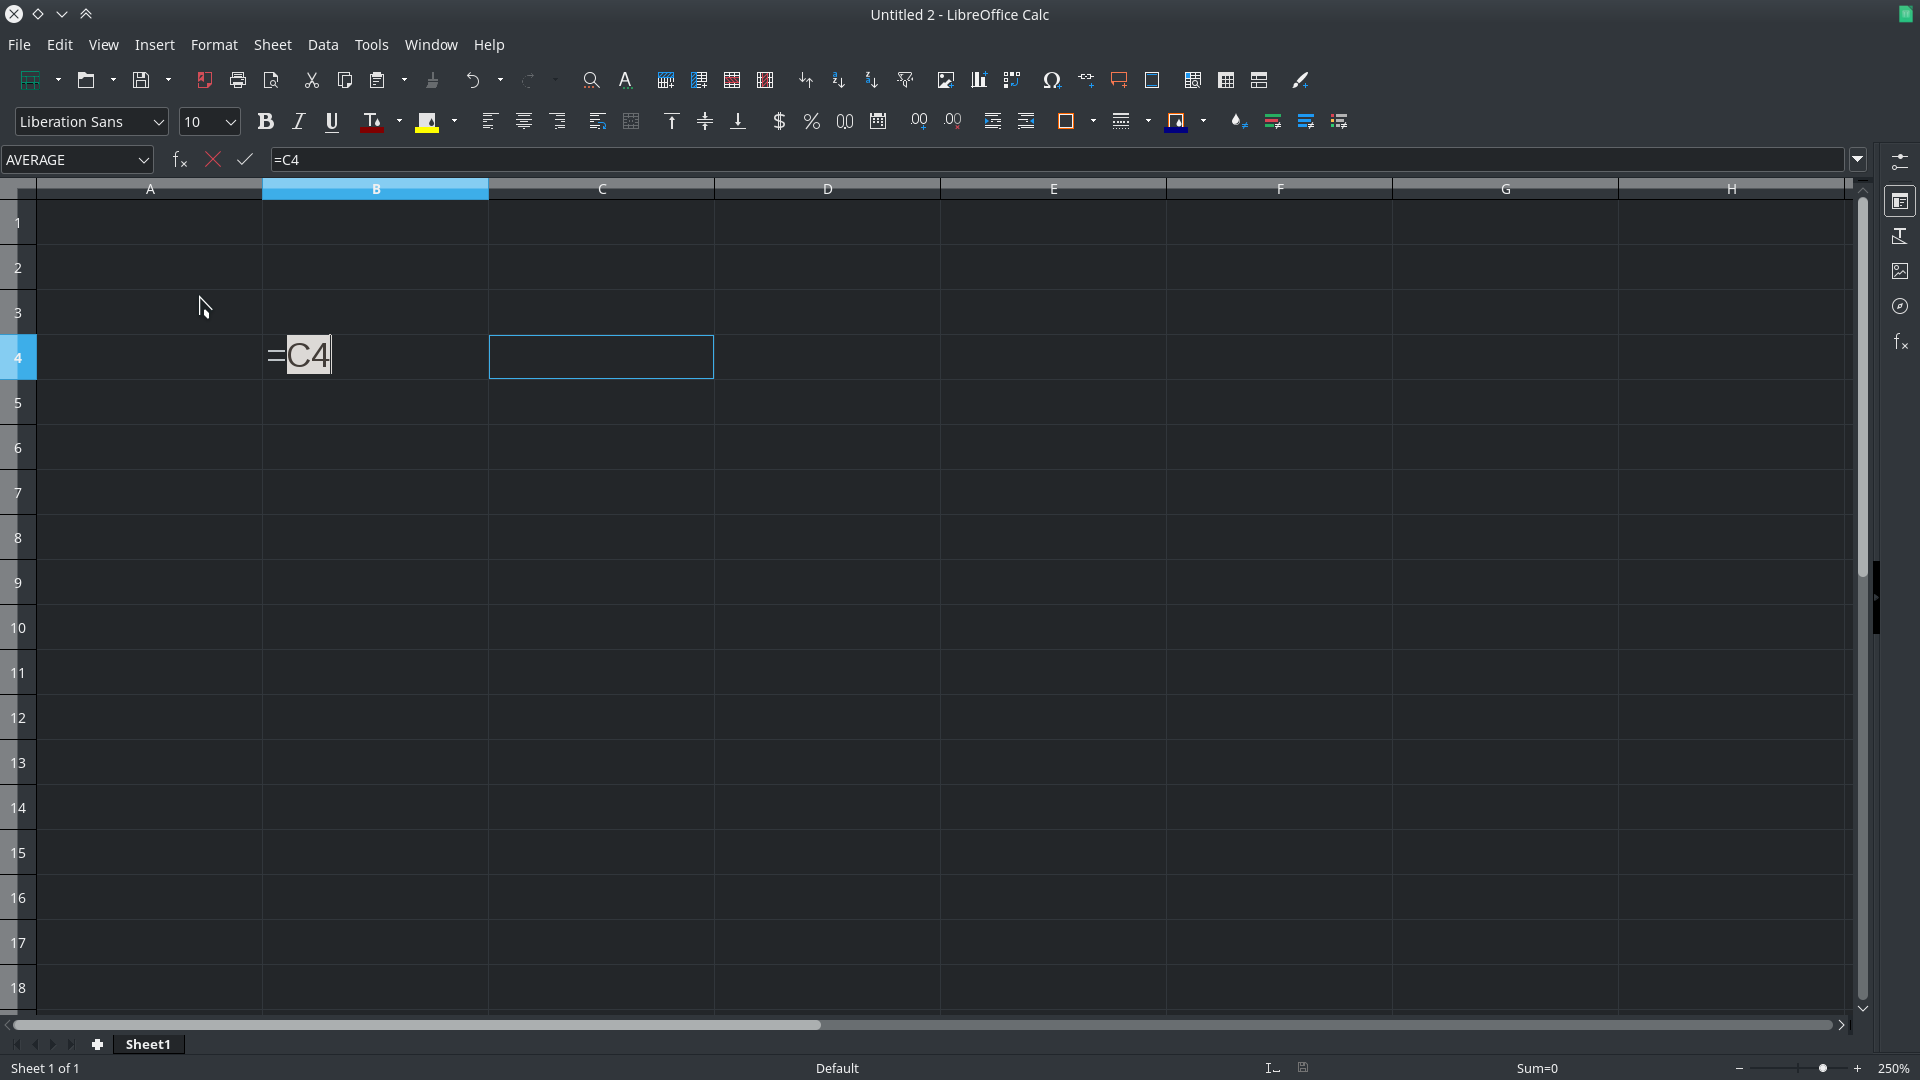 Untitled 2 - LibreOffice Calc
File Edit View Insert Format Sheet Data Tools Window Help
Liberation Sans 10
AVERAGE =C4
A B C D E F G H
1
2
3
4 =C4
5
6
7
8
9
10
11
12
13
14
15
16
17
18
Sheet1
Sheet 1 of 1 Default Sum=0 250%